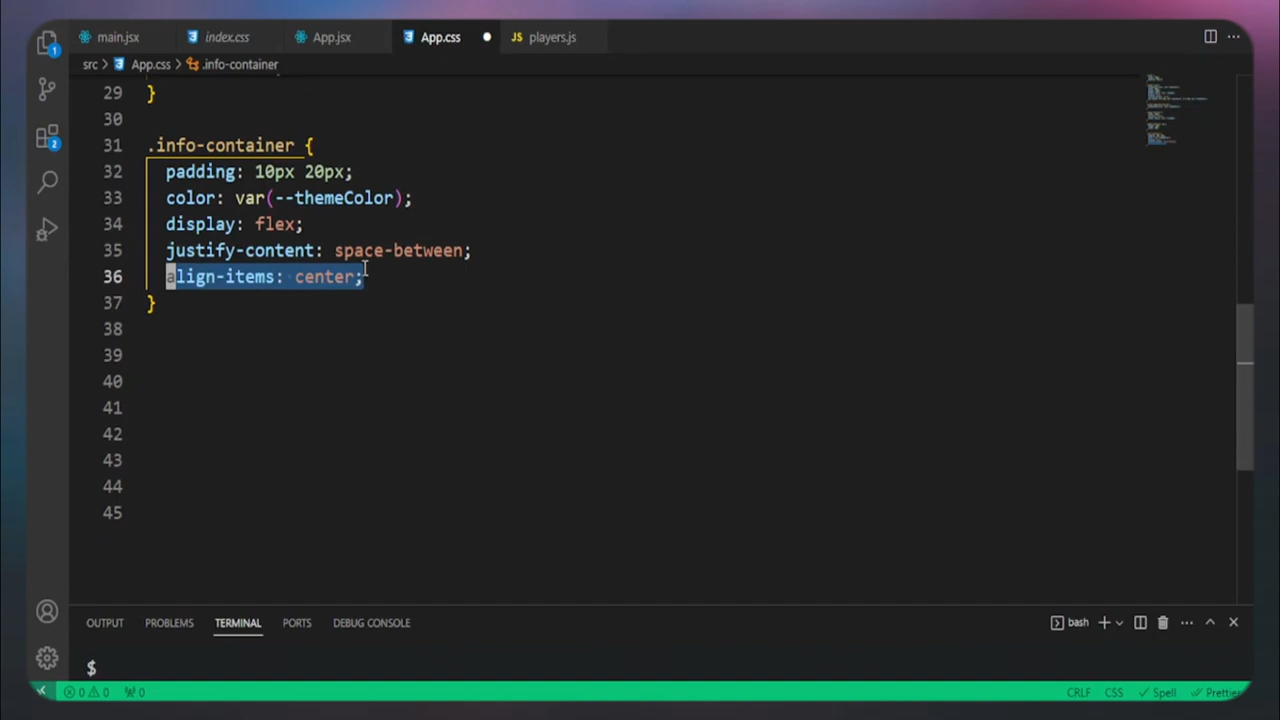 main.jsx index.css App.jsx App.css players.js
src > App.css > .info-container
29 }
30
31 .info-container {
32 padding: 10px 20px;
33 color: var(--themeColor);
34 display: flex;
35 justify-content: space-between;
36 align-items: center;
37 }
38
39
40
41
42
43
44
45
1
2
OUTPUT PROBLEMS TERMINAL PORTS DEBUG CONSOLE bash
$
0 0 0 CRLF CSS Spell Prettier